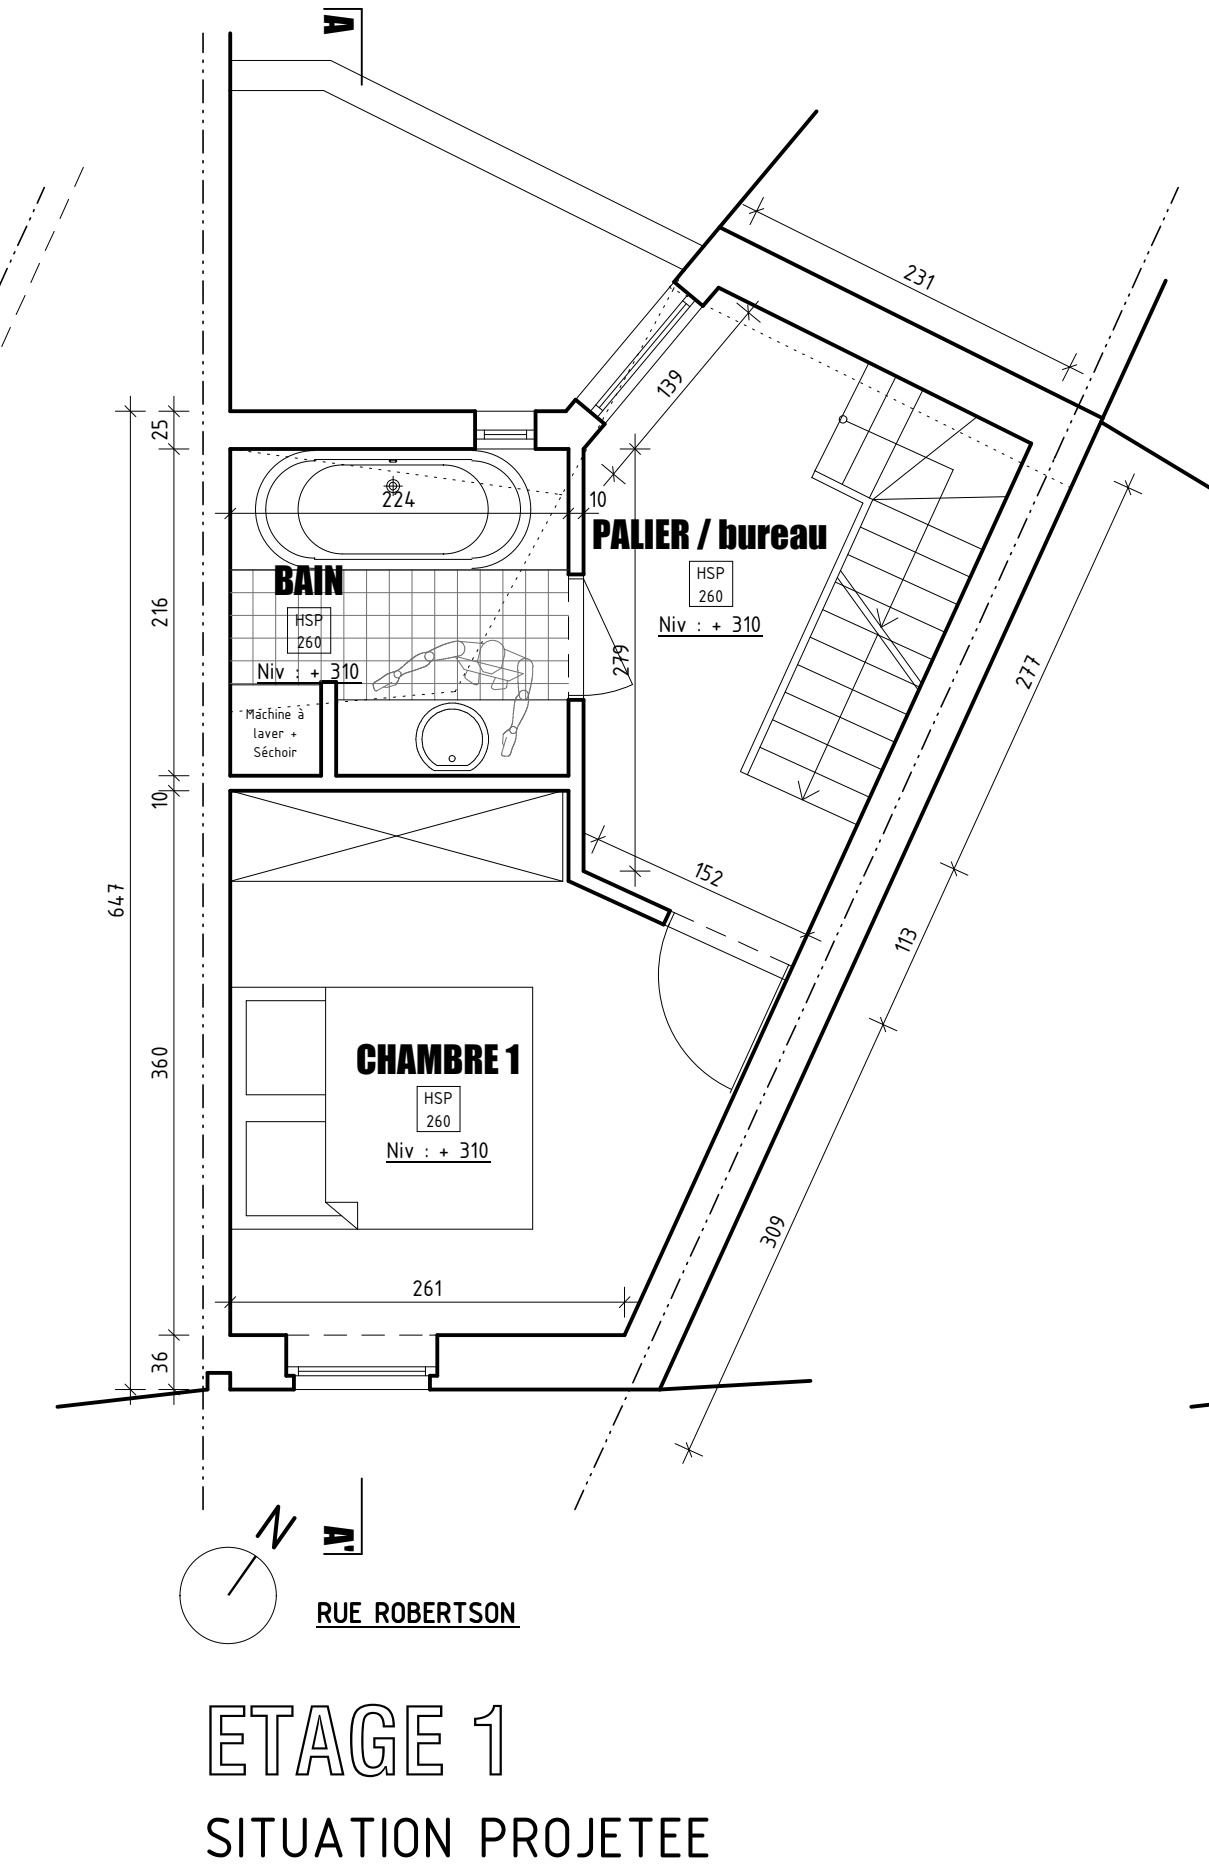 A
231
139
25
224
10
PALIER / bureau
HSP
260
Niv : + 310
BAIN
HSP
260
Niv : + 310
216
279
277
Machine à
laver +
Séchoir
10
152
647
113
360
CHAMBRE 1
HSP
260
Niv : + 310
309
261
36
N
A'
RUE ROBERTSON
ETAGE 1
SITUATION PROJETEE